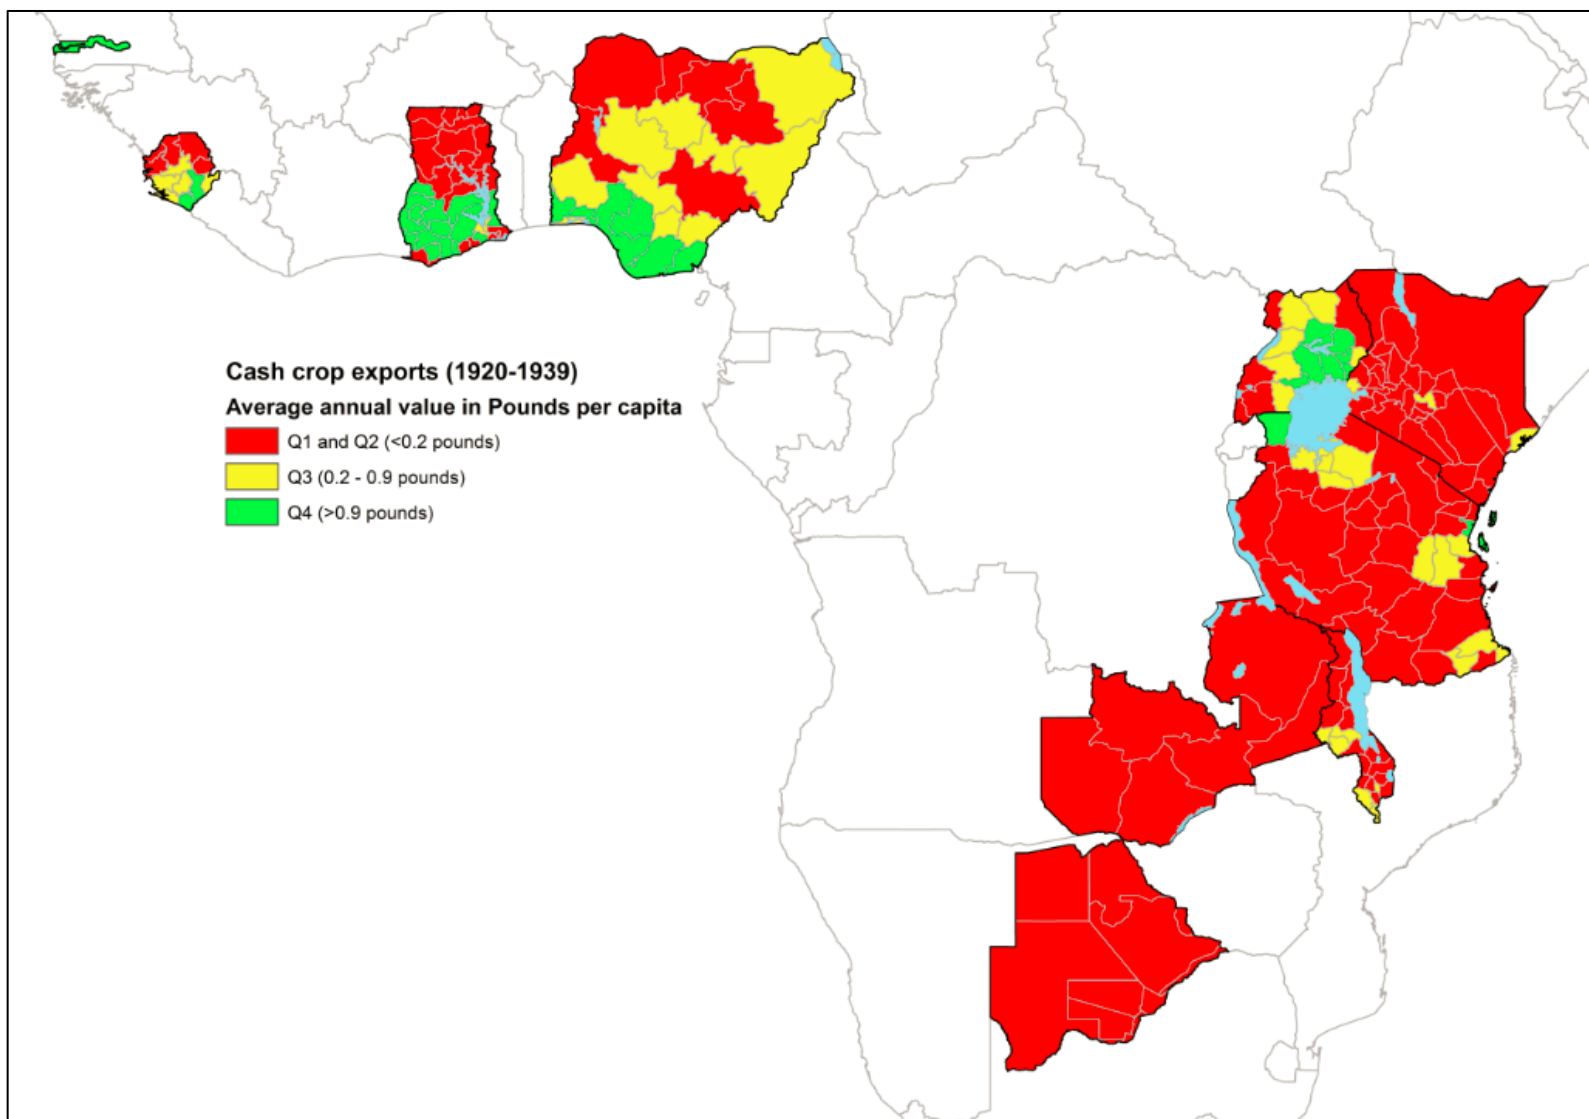 Cash crop exports (1920-1939)
Average annual value in Pounds per capita
Q1 and Q2 (<0.2 pounds)
Q3 (0.2 - 0.9 pounds)
Q4 (>0.9 pounds)